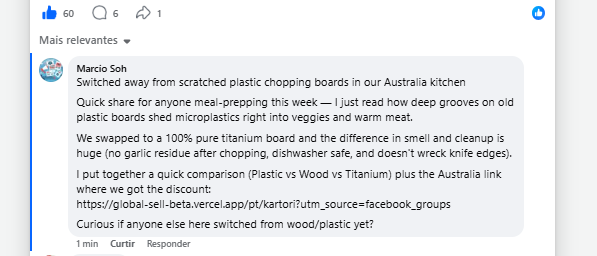 60 6 1
Mais relevantes
Marcio Soh
Switched away from scratched plastic chopping boards in our Australia kitchen
Quick share for anyone meal-prepping this week — I just read how deep grooves on old
plastic boards shed microplastics right into veggies and warm meat.
We swapped to a 100% pure titanium board and the difference in smell and cleanup is
huge (no garlic residue after chopping, dishwasher safe, and doesn't wreck knife edges).
I put together a quick comparison (Plastic vs Wood vs Titanium) plus the Australia link
where we got the discount:
https://global-sell-beta.vercel.app/pt/kartori?utm_source=facebook_groups
Curious if anyone else here switched from wood/plastic yet?
1 min Curtir Responder